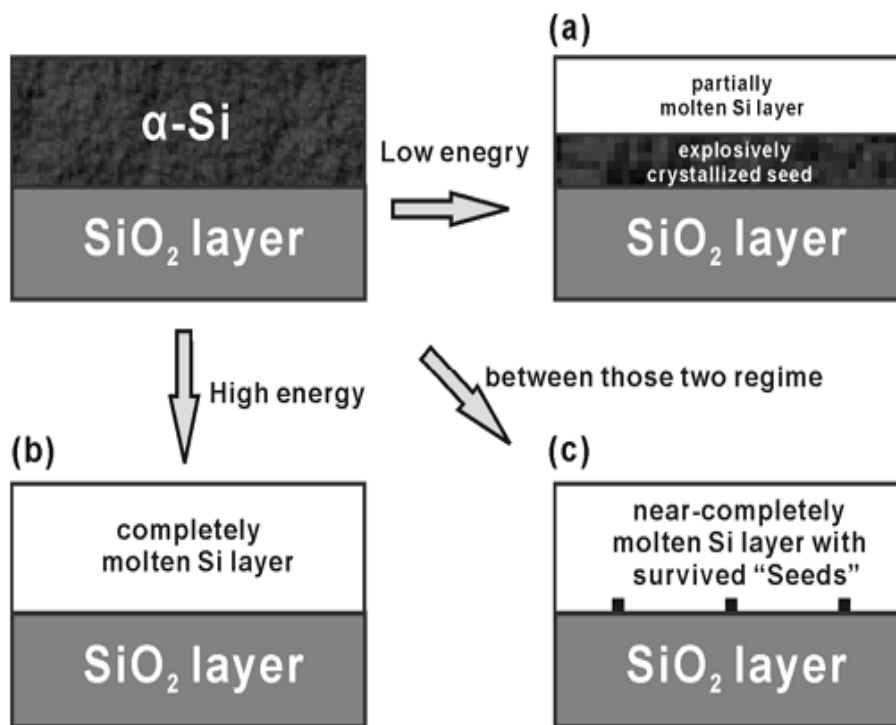 (a)
α-Si
SiO₂ layer
Low enegry
partially
molten Si layer
explosively
crystallized seed
SiO₂ layer
High energy
between those two regime
(b)
completely
molten Si layer
SiO₂ layer
(c)
near-completely
molten Si layer with
survived “Seeds”
SiO₂ layer